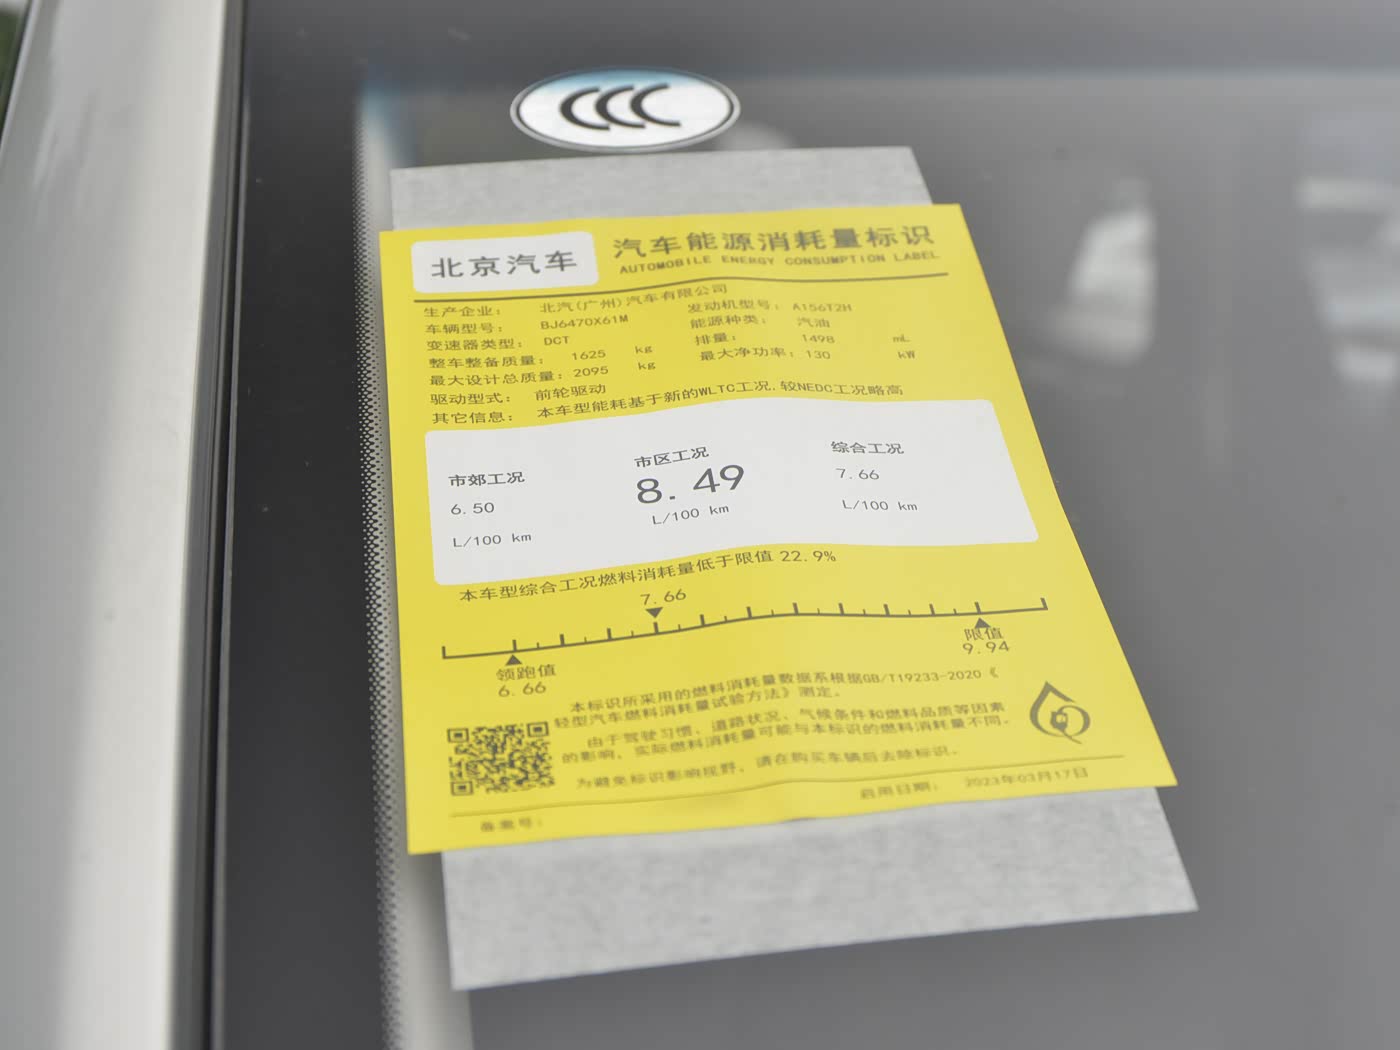 CCC
北京汽车
汽车能源消耗量标识
AUTOMOBILE ENERGY CONSUMPTION LABEL
生产企业： 北汽(广州)汽车有限公司
发动机型号： A156T2H
车辆型号： BJ6470X61M
能源种类： 汽油
变速器类型： DCT
排量： 1498 mL
整车整备质量： 1625 kg
最大净功率： 130 kW
最大设计总质量： 2095 kg
驱动型式： 前轮驱动
其它信息： 本车型能耗基于新的WLTC工况,较NEDC工况略高
市郊工况
6.50
L/100 km
市区工况
8.49
L/100 km
综合工况
7.66
L/100 km
本车型综合工况燃料消耗量低于限值 22.9%
7.66
领跑值
6.66
限值
9.94
本标识所采用的燃料消耗量数据系根据GB/T19233-2020《
轻型汽车燃料消耗量试验方法》测定。
由于驾驶习惯、道路状况、气候条件和燃料品质等因素
的影响，实际燃料消耗量可能与本标识的燃料消耗量不同。
为避免标识影响视野，请在购买车辆后去除标识。
备案号：
启用日期： 2023年03月17日